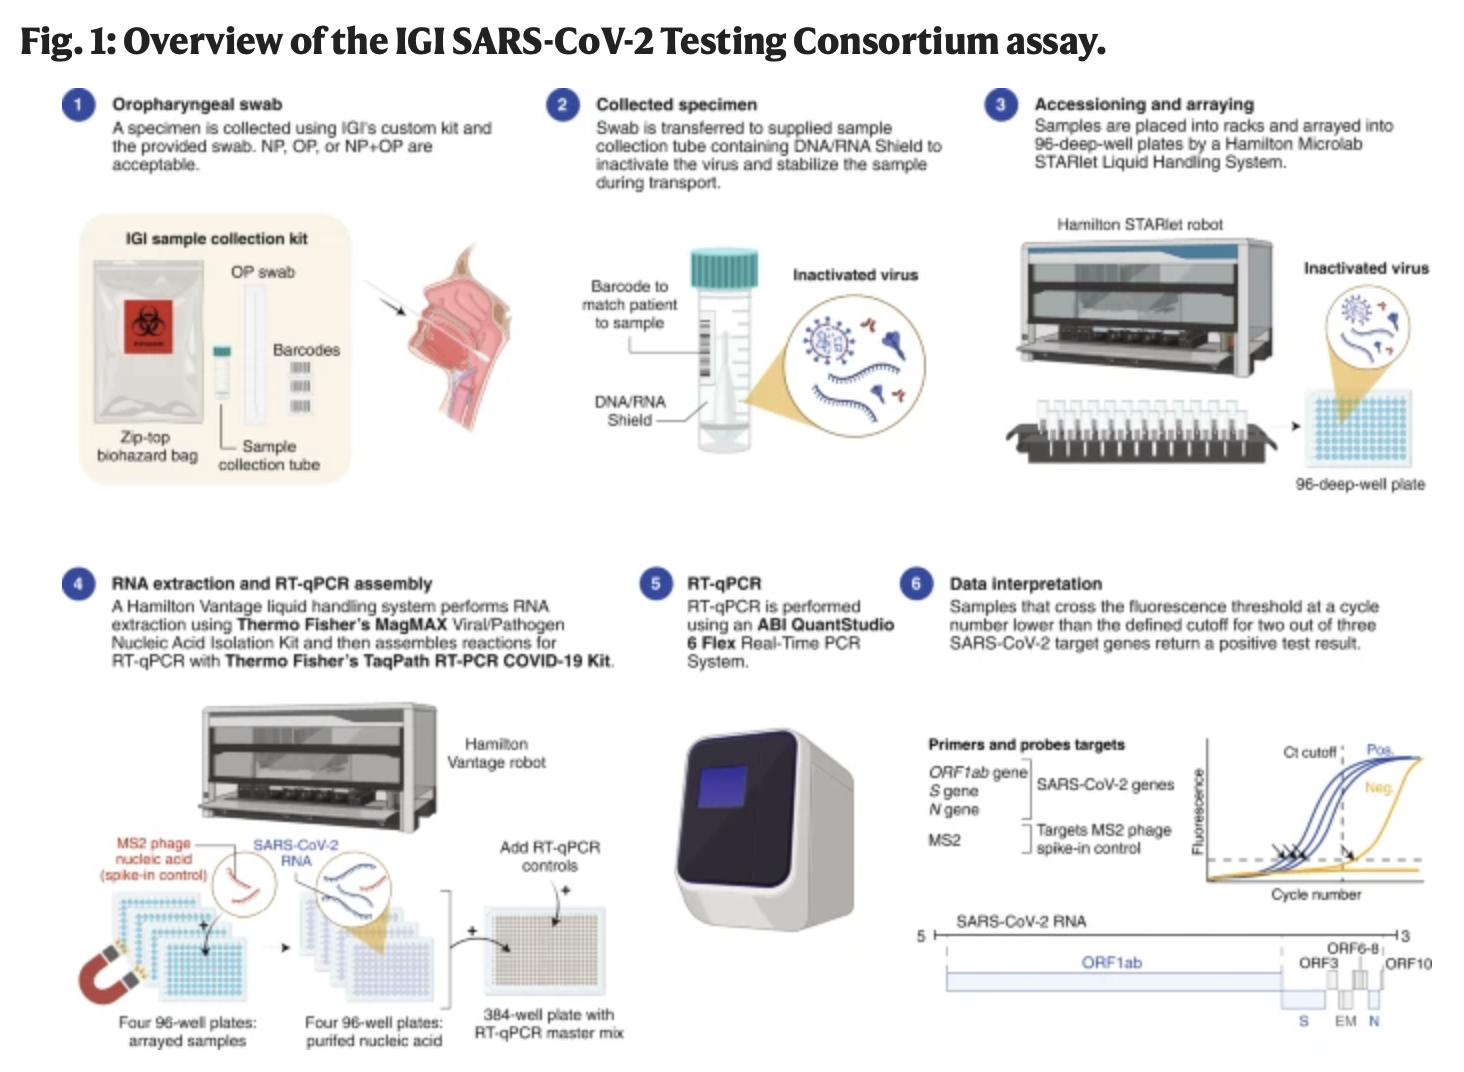 Fig. 1: Overview of the IGI SARS-CoV-2 Testing Consortium assay.
1
Oropharyngeal swab
A specimen is collected using IGI's custom kit and
the provided swab. NP, OP, or NP+OP are
acceptable.
IGI sample collection kit
OP swab
Barcodes
Zip-top
biohazard bag
Sample
collection tube
2
Collected specimen
Swab is transferred to supplied sample
collection tube containing DNA/RNA Shield to
inactivate the virus and stabilize the sample
during transport.
Barcode to
match patient
to sample
DNA/RNA
Shield
Inactivated virus
3
Accessioning and arraying
Samples are placed into racks and arrayed into
96-deep-well plates by a Hamilton Microlab
STARlet Liquid Handling System.
Hamilton STARlet robot
Inactivated virus
96-deep-well plate
4
RNA extraction and RT-qPCR assembly
A Hamilton Vantage liquid handling system performs RNA
extraction using Thermo Fisher's MagMAX Viral/Pathogen
Nucleic Acid Isolation Kit and then assembles reactions for
RT-qPCR with Thermo Fisher's TaqPath RT-PCR COVID-19 Kit.
Hamilton
Vantage robot
MS2 phage
nucleic acid
(spike-in control)
SARS-CoV-2
RNA
Add RT-qPCR
controls
+
+
+
Four 96-well plates:
arrayed samples
Four 96-well plates:
purifed nucleic acid
384-well plate with
RT-qPCR master mix
5
RT-qPCR
RT-qPCR is performed
using an ABI QuantStudio
6 Flex Real-Time PCR
System.
6
Data interpretation
Samples that cross the fluorescence threshold at a cycle
number lower than the defined cutoff for two out of three
SARS-CoV-2 target genes return a positive test result.
Primers and probes targets
ORF1ab gene
S gene
N gene
SARS-CoV-2 genes
MS2
Targets MS2 phage
spike-in control
Ct cutoff
Pos.
Neg.
Fluorescence
Cycle number
SARS-CoV-2 RNA
5
3
ORF1ab
ORF3
ORF6-8
ORF10
S
EM
N